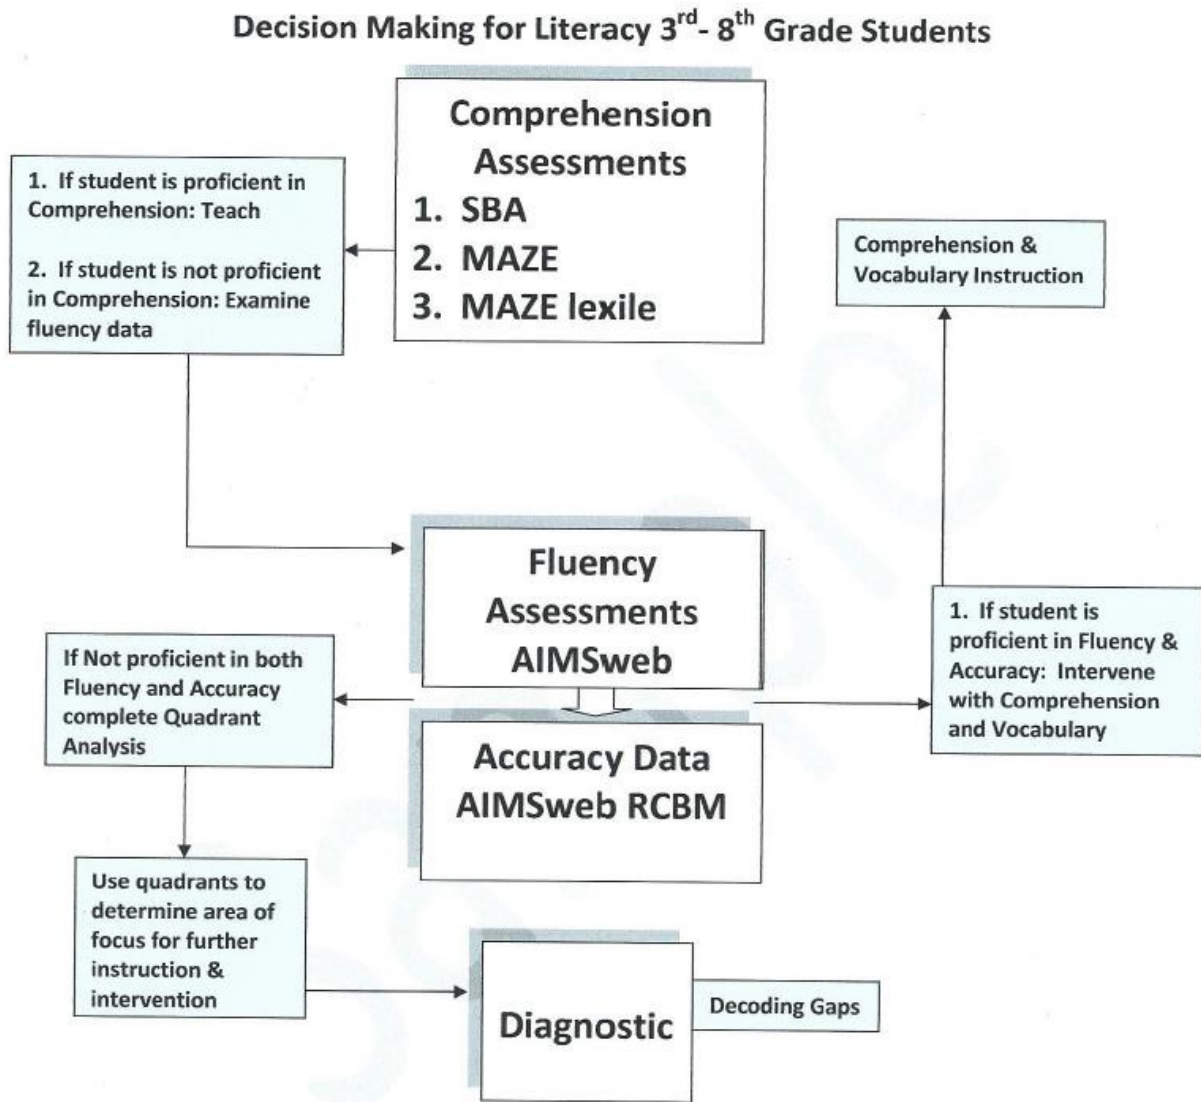 Decision Making for Literacy 3rd- 8th Grade Students
Comprehension
Assessments
1. SBA
2. MAZE
3. MAZE lexile
1. If student is proficient in
Comprehension: Teach
2. If student is not proficient
in Comprehension: Examine
fluency data
Comprehension &
Vocabulary Instruction
Fluency
Assessments
AIMSweb
If Not proficient in both
Fluency and Accuracy
complete Quadrant
Analysis
1. If student is
proficient in Fluency &
Accuracy: Intervene
with Comprehension
and Vocabulary
Accuracy Data
AIMSweb RCBM
Use quadrants to
determine area of
focus for further
instruction &
intervention
Diagnostic
Decoding Gaps
Sample